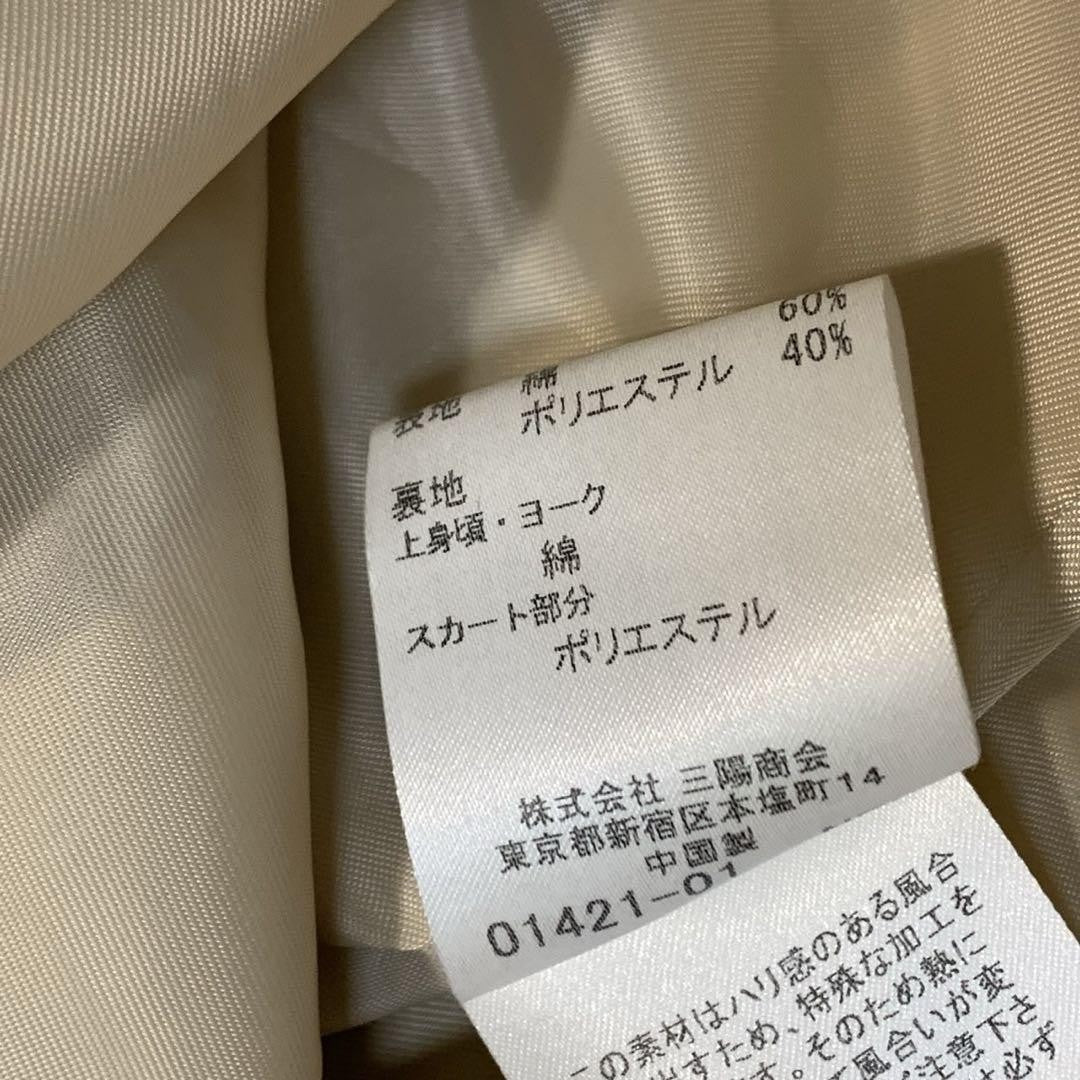 表地 綿 60%
ポリエステル 40%
裏地
上身頃・ヨーク
綿
スカート部分
ポリエステル
株式会社 三陽商会
東京都新宿区本塩町14
中国製
01421-01
この素材はハリ感のある風合
出すため、特殊な加工を
す。そのため熱に
風合いが変
注意下さ
必ず